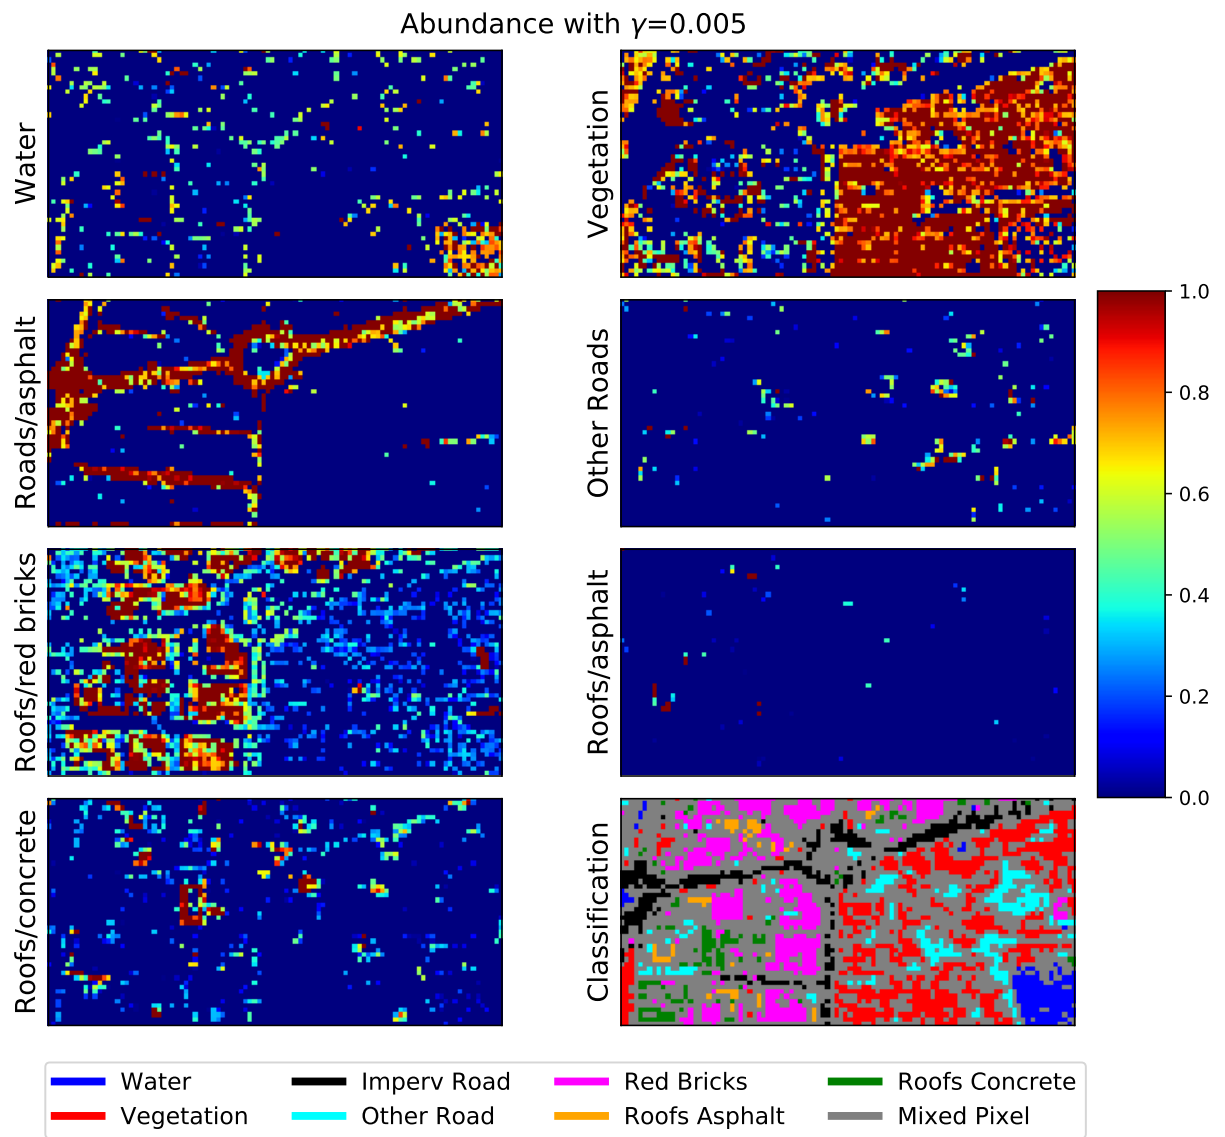 Abundance with γ=0.005
Water
Vegetation
Roads/asphalt
Other Roads
Roofs/red bricks
Roofs/asphalt
Roofs/concrete
Classification
1.0
0.8
0.6
0.4
0.2
0.0
Water
Imperv Road
Red Bricks
Roofs Concrete
Vegetation
Other Road
Roofs Asphalt
Mixed Pixel